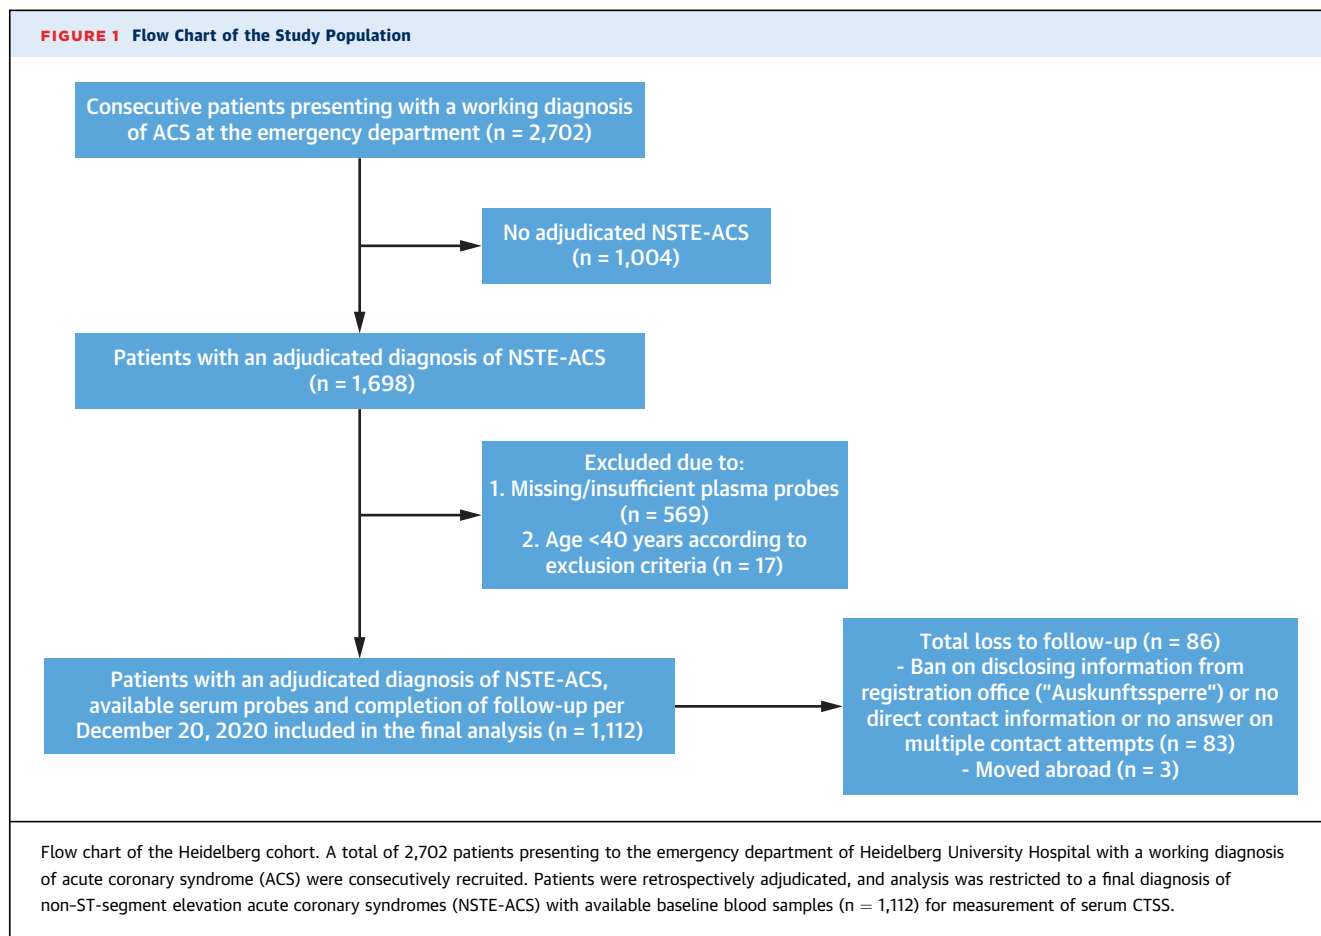 FIGURE 1 Flow Chart of the Study Population
Consecutive patients presenting with a working diagnosis
of ACS at the emergency department (n = 2,702)
No adjudicated NSTE-ACS
(n = 1,004)
Patients with an adjudicated diagnosis of NSTE-ACS
(n = 1,698)
Excluded due to:
1. Missing/insufficient plasma probes
(n = 569)
2. Age <40 years according to
exclusion criteria (n = 17)
Patients with an adjudicated diagnosis of NSTE-ACS,
available serum probes and completion of follow-up per
December 20, 2020 included in the final analysis (n = 1,112)
Total loss to follow-up (n = 86)
- Ban on disclosing information from
registration office ("Auskunftssperre") or no
direct contact information or no answer on
multiple contact attempts (n = 83)
- Moved abroad (n = 3)
Flow chart of the Heidelberg cohort. A total of 2,702 patients presenting to the emergency department of Heidelberg University Hospital with a working diagnosis
of acute coronary syndrome (ACS) were consecutively recruited. Patients were retrospectively adjudicated, and analysis was restricted to a final diagnosis of
non–ST-segment elevation acute coronary syndromes (NSTE-ACS) with available baseline blood samples (n = 1,112) for measurement of serum CTSS.